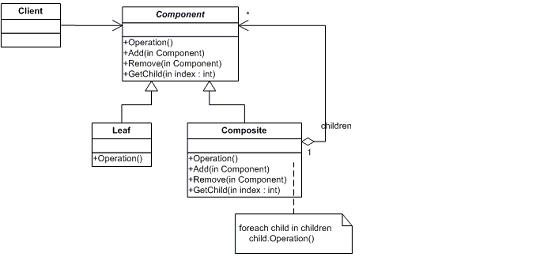 Client
Component
*
+Operation()
+Add(in Component)
+Remove(in Component)
+GetChild(in index : int)
children
Leaf
Composite
1
+Operation()
+Operation()
+Add(in Component)
+Remove(in Component)
+GetChild(in index : int)
foreach child in children
child.Operation()